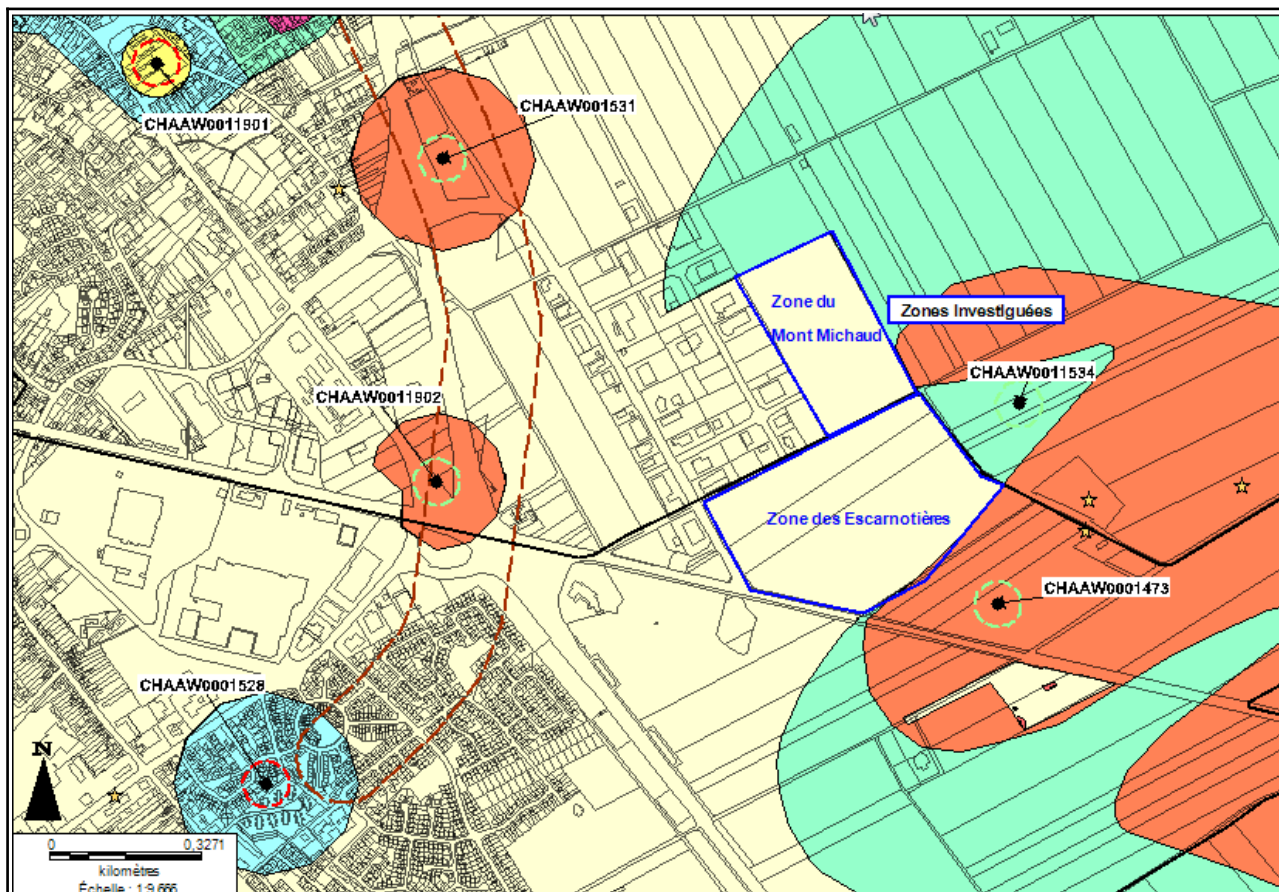 CHAAW0011901
CHAAW001531
Zone du
Mont Michaud
Zones Investiguées
CHAAW0011534
CHAAW0011902
Zone des Escarnotières
CHAAW0001473
CHAAW0001528
N
0 0,3271
kilomètres
Échelle : 1:9 666